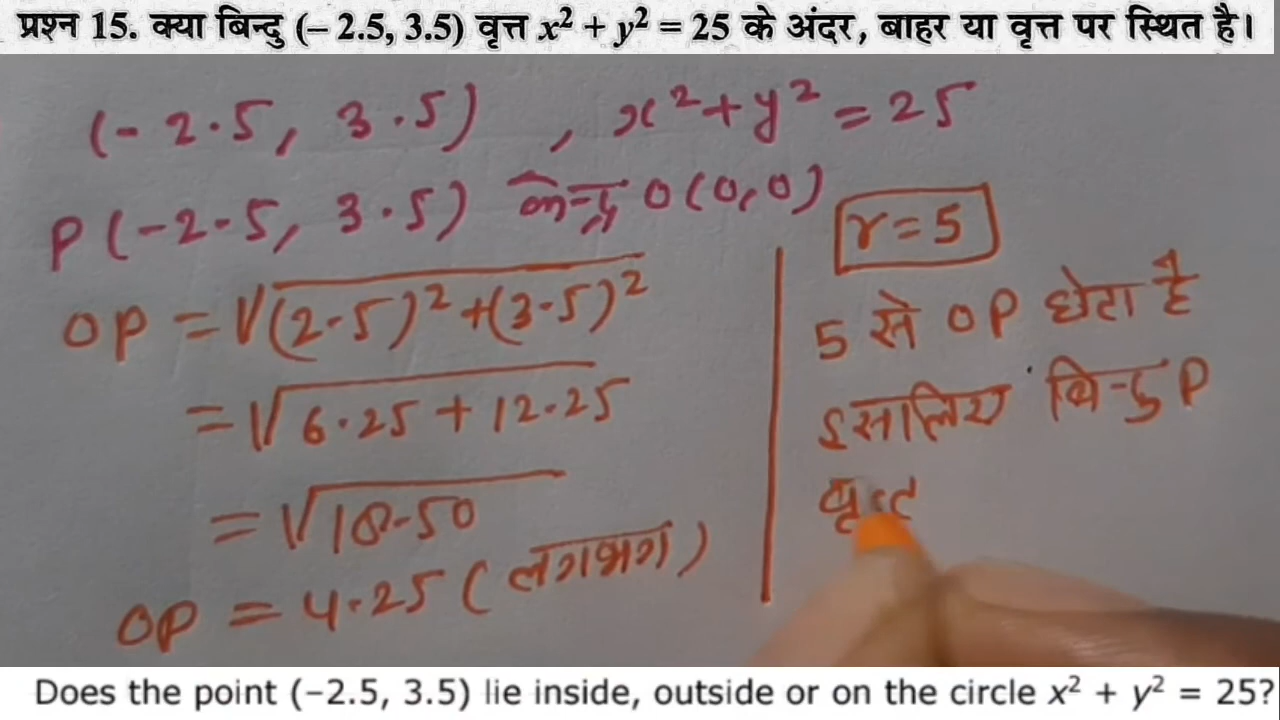 प्रश्न 15. क्या बिन्दु (– 2.5, 3.5) वृत्त x² + y² = 25 के अंदर, बाहर या वृत्त पर स्थित है।
(-2.5, 3.5) , x²+y² = 25
P(-2.5, 3.5) केन्द्र O(0,0)
r=5
OP = √(2.5)²+(3.5)²
= √6.25 + 12.25
= √18.50
OP = 4.25 (लगभग)
5 से OP छोटा है
इसलिए बिन्दु P
वृत्त
Does the point (−2.5, 3.5) lie inside, outside or on the circle x² + y² = 25?